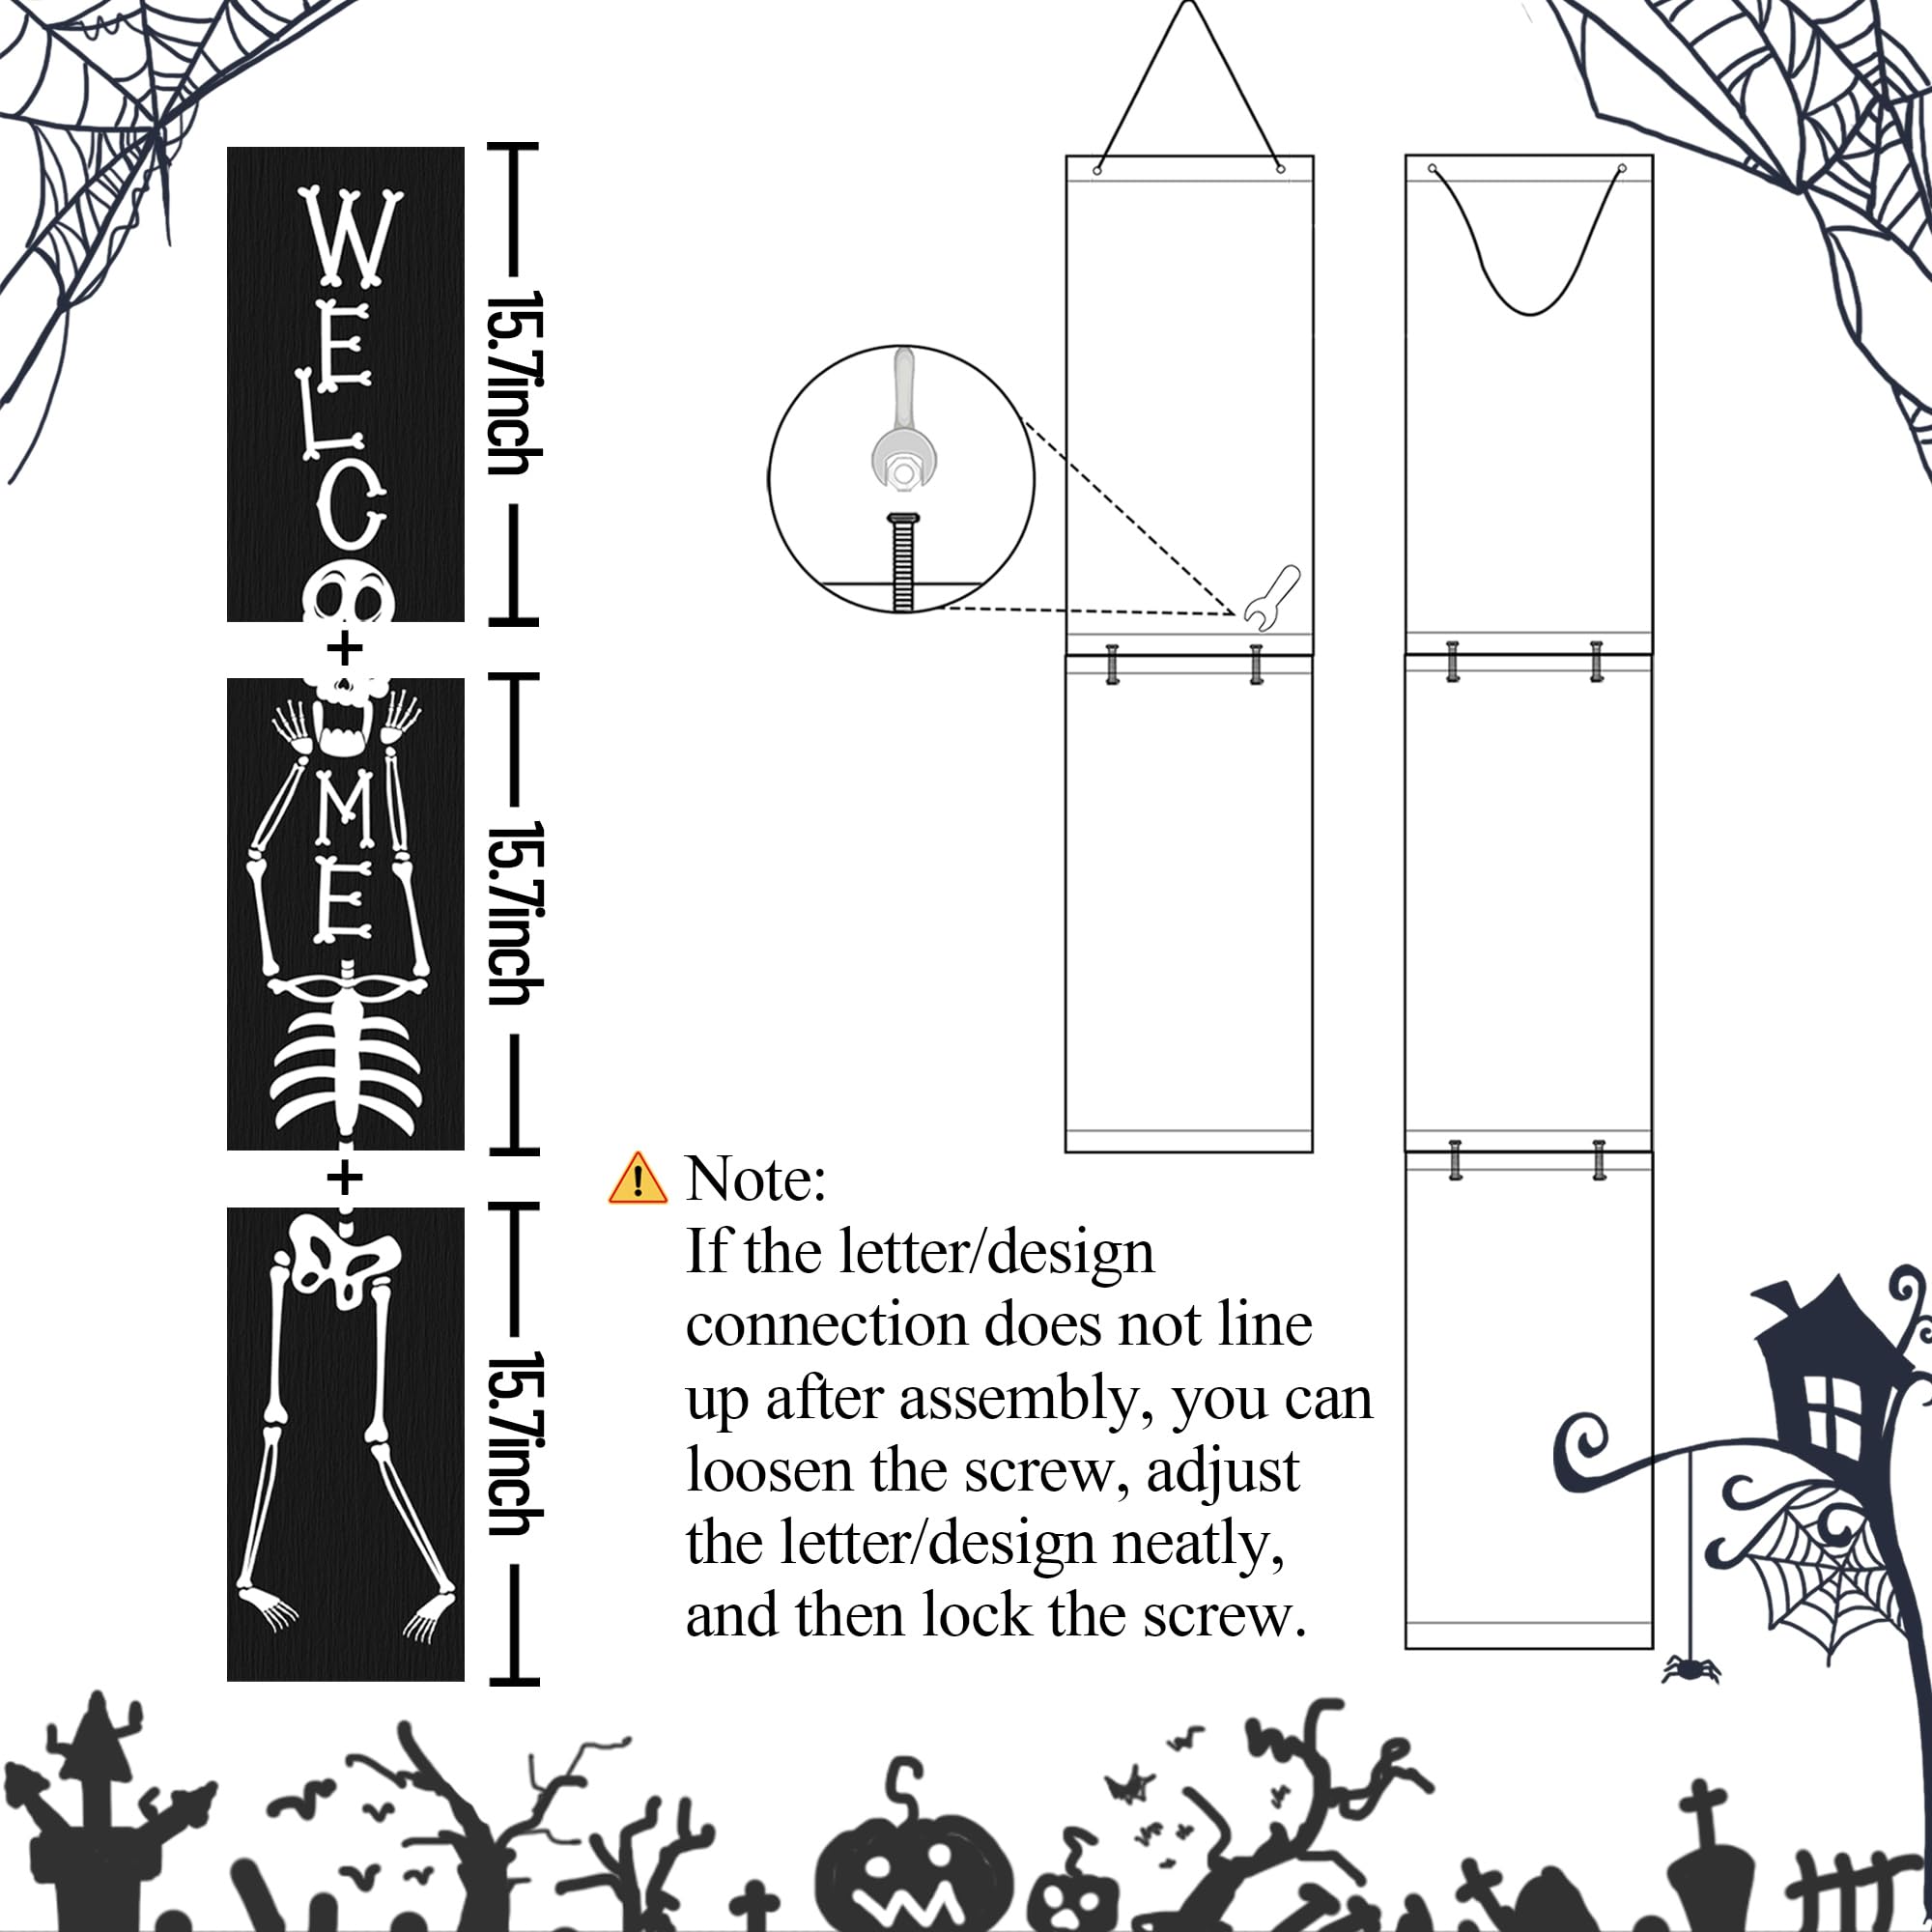 W
E
L
C
+
M
E
+
15.7inch
15.7inch
15.7inch
Note:
If the letter/design
connection does not line
up after assembly, you can
loosen the screw, adjust
the letter/design neatly,
and then lock the screw.